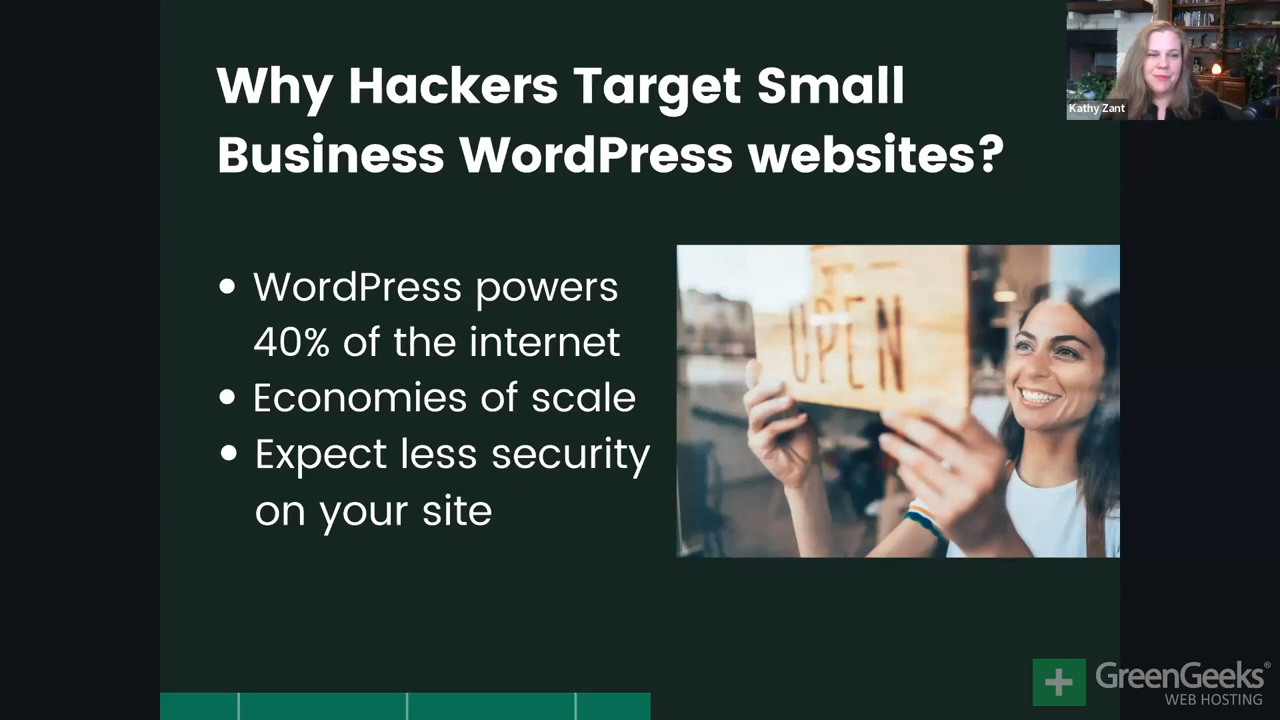 Why Hackers Target Small
Business WordPress websites?
Kathy Zant
• WordPress powers
40% of the internet
• Economies of scale
• Expect less security
on your site
OPEN
GreenGeeks®
WEB HOSTING